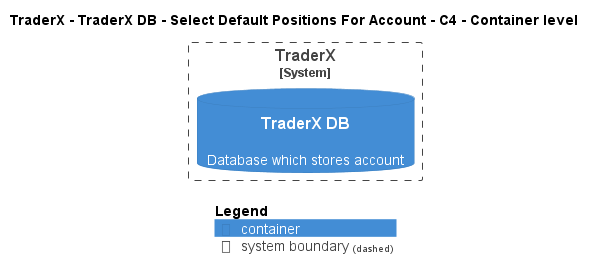 TraderX - TraderX DB - Select Default Positions For Account - C4 - Container level
TraderX
[System]
TraderX DB
Database which stores account
Legend
container
system boundary (dashed)